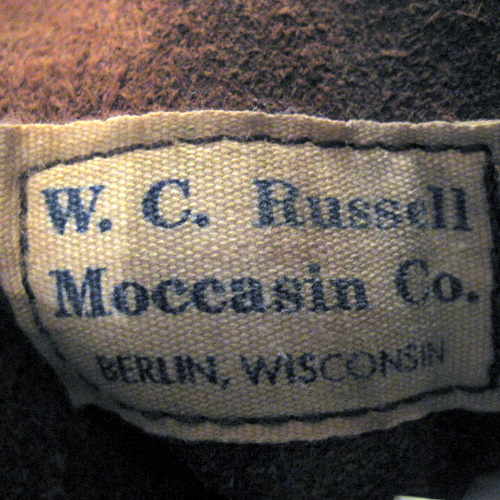 W. C. Russell
Moccasin Co.
BERLIN, WISCONSIN